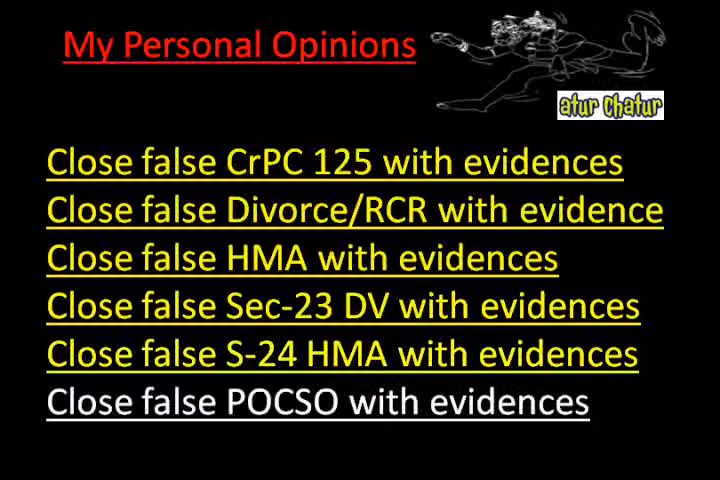 My Personal Opinions
atur chatur
Close false CrPC 125 with evidences
Close false Divorce/RCR with evidence
Close false HMA with evidences
Close false Sec-23 DV with evidences
Close false S-24 HMA with evidences
Close false POCSO with evidences